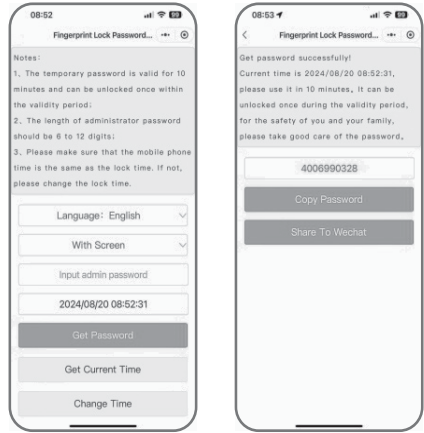 08:52
99
Fingerprint Lock Password...
Notes:
1、The temporary password is valid for 10
minutes and can be unlocked once within
the validity period;
2、The length of administrator password
should be 6 to 12 digits;
3、Please make sure that the mobile phone
time is the same as the lock time. If not,
please change the lock time.
Language: English
With Screen
Input admin password
2024/08/20 08:52:31
Get Password
Get Current Time
Change Time
08:53
99
Fingerprint Lock Password...
Get password successfully!
Current time is 2024/08/20 08:52:31,
please use it in 10 minutes, It can be
unlocked once during the validity period,
for the safety of you and your family,
please take good care of the password。
4006990328
Copy Password
Share To Wechat